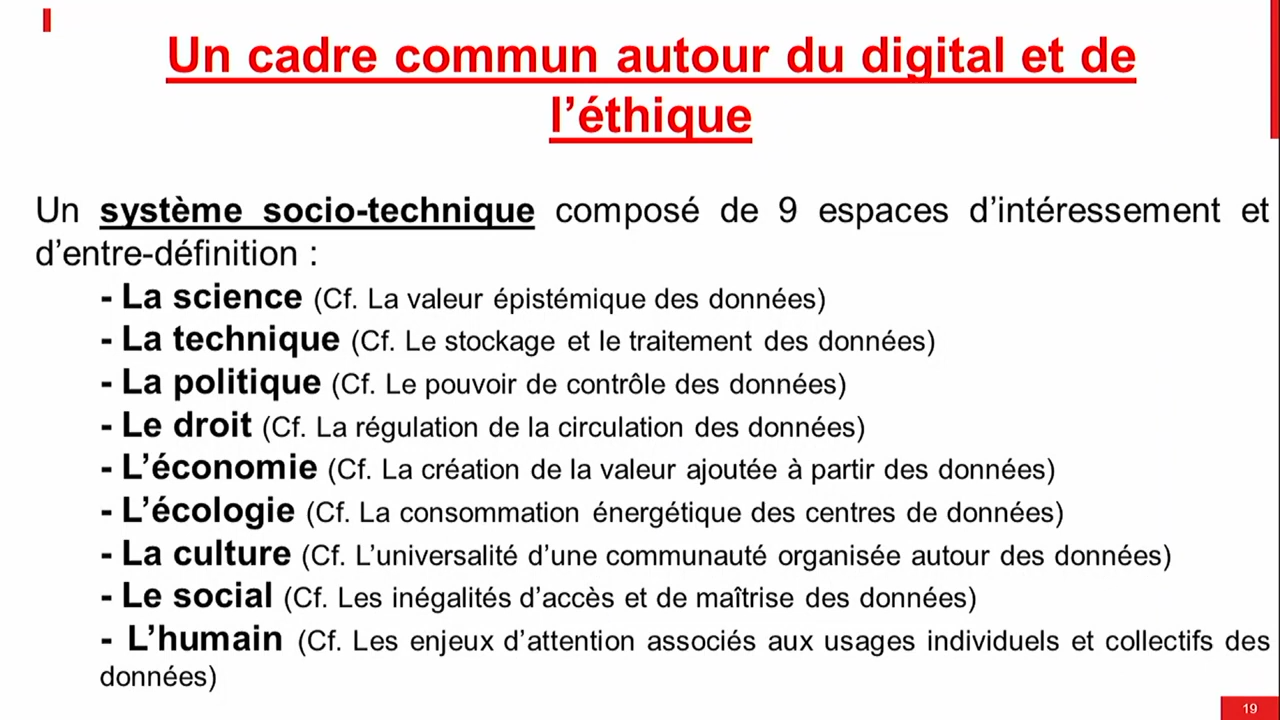 Un cadre commun autour du digital et de
l’éthique
Un système socio-technique composé de 9 espaces d’intéressement et
d’entre-définition :
- La science (Cf. La valeur épistémique des données)
- La technique (Cf. Le stockage et le traitement des données)
- La politique (Cf. Le pouvoir de contrôle des données)
- Le droit (Cf. La régulation de la circulation des données)
- L’économie (Cf. La création de la valeur ajoutée à partir des données)
- L’écologie (Cf. La consommation énergétique des centres de données)
- La culture (Cf. L’universalité d’une communauté organisée autour des données)
- Le social (Cf. Les inégalités d’accès et de maîtrise des données)
- L’humain (Cf. Les enjeux d’attention associés aux usages individuels et collectifs des
données)
19